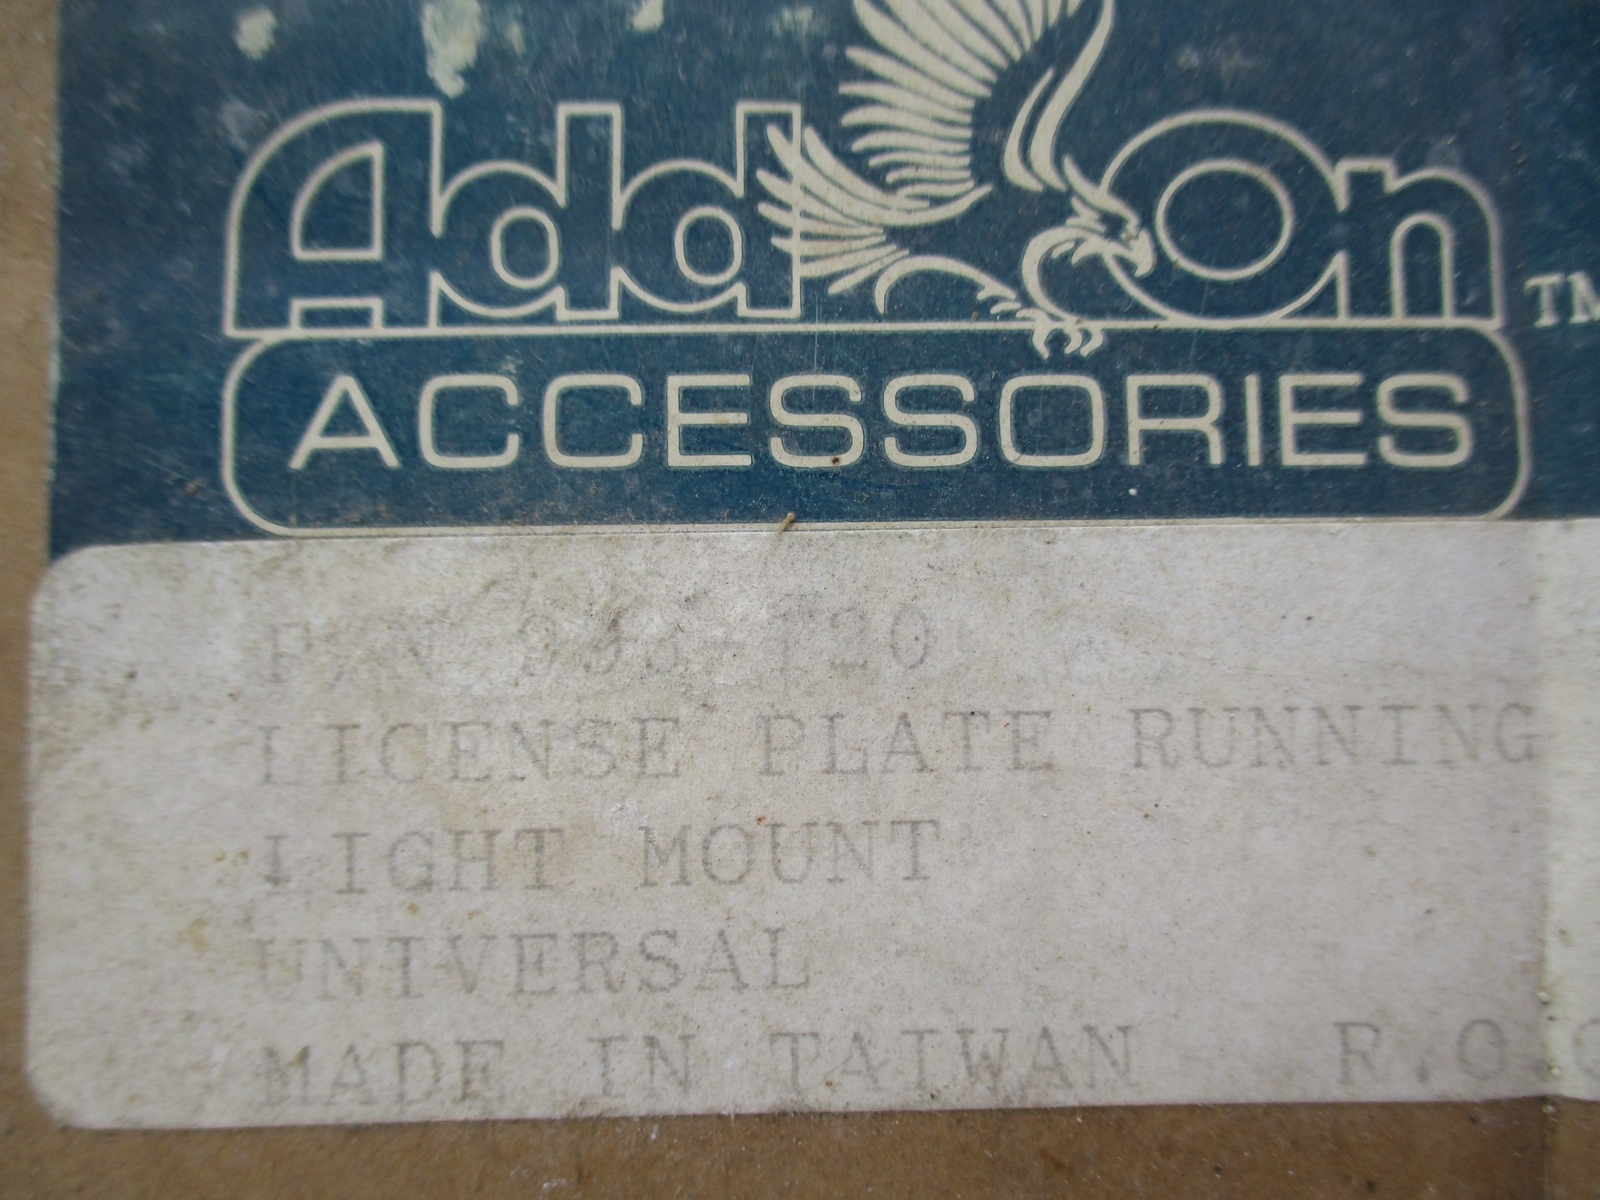 Add On
TM
ACCESSORIES
P/N
LICENSE PLATE RUNNING
LIGHT MOUNT
UNIVERSAL
MADE IN TAIWAN R.O.C